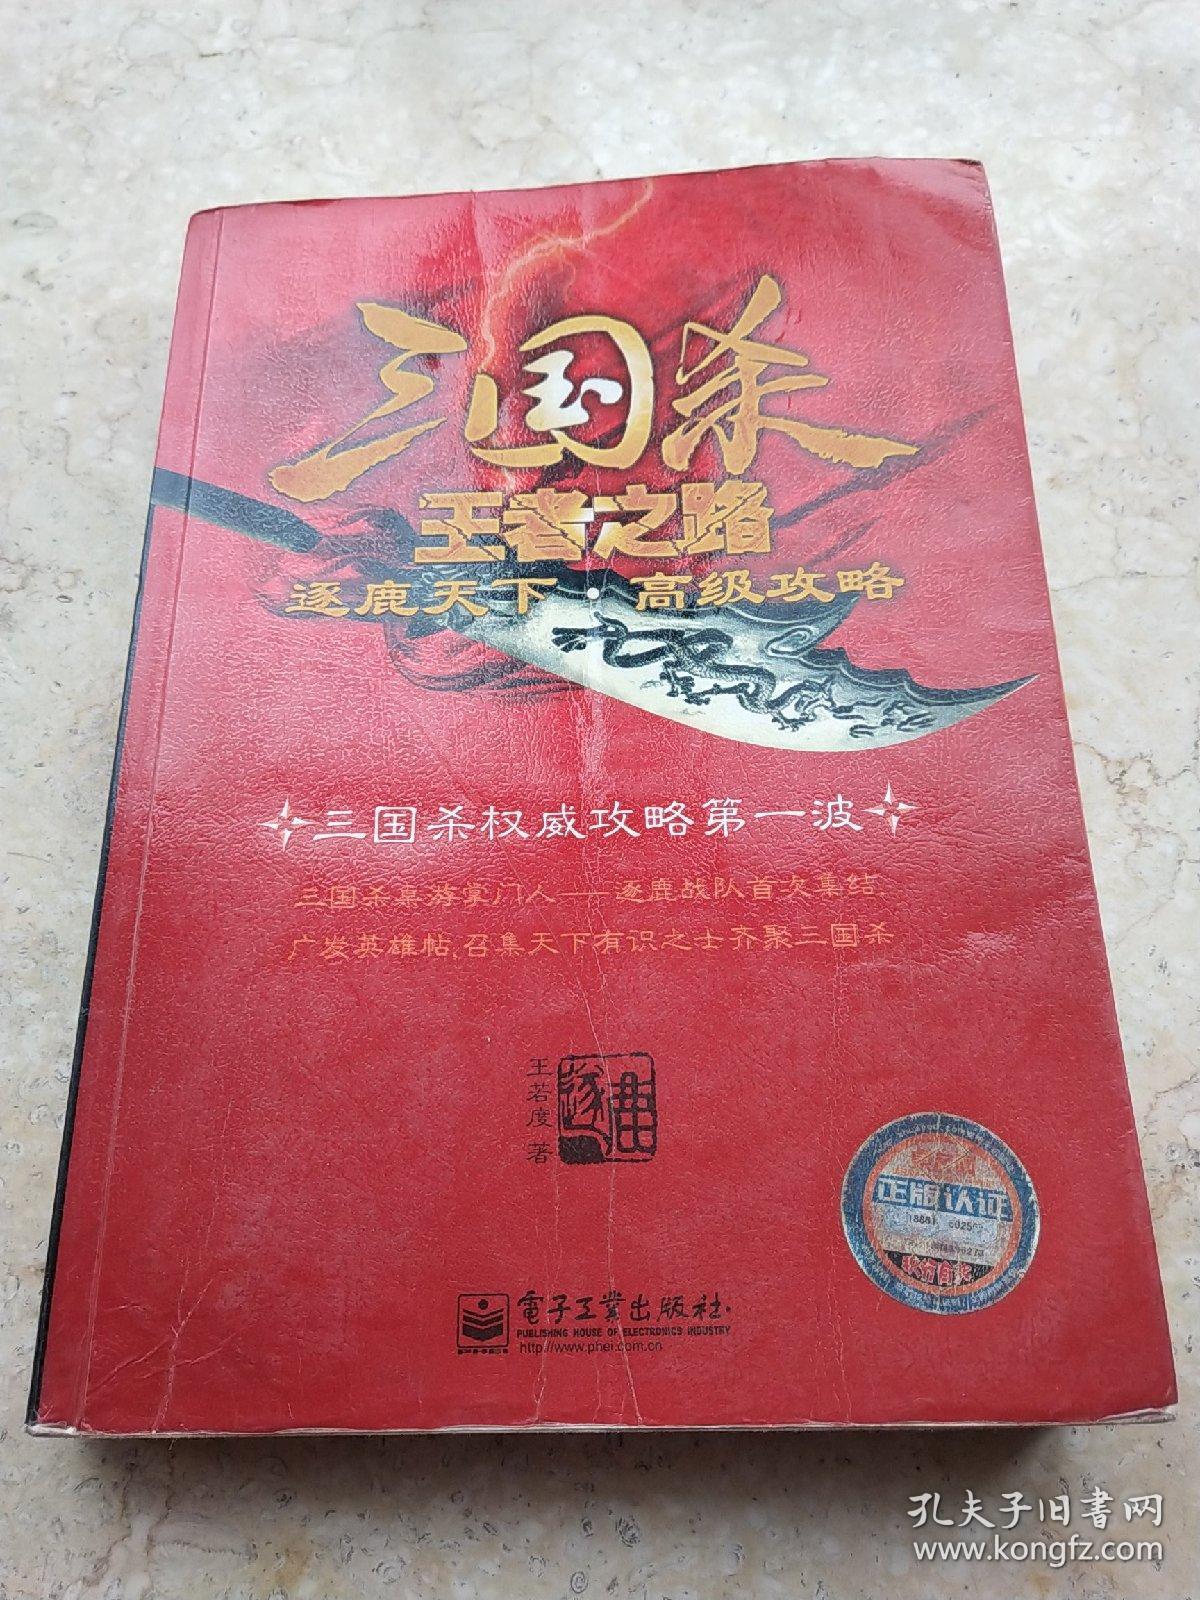 三国杀
王者之路
逐鹿天下·高级攻略
三国杀权威攻略第一波
三国杀桌游掌门人——逐鹿战队首次集结,
广发英雄帖,召集天下有识之士齐聚三国杀
王若度 著
正版认证
電子工業出版社.
PUBLISHING HOUSE OF ELECTRONICS INDUSTRY
http://www.phei.com.cn
孔夫子旧书网
www.kongfz.com